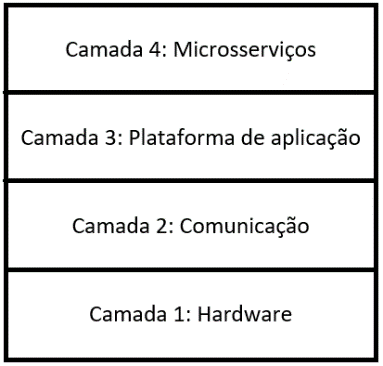 Camada 4: Microsserviços
Camada 3: Plataforma de aplicação
Camada 2: Comunicação
Camada 1: Hardware